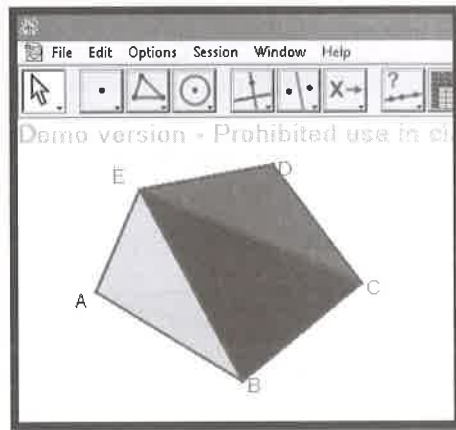 File Edit Options Session Window Help
X
?
Demo version - Prohibited use in
E
D
A
C
B